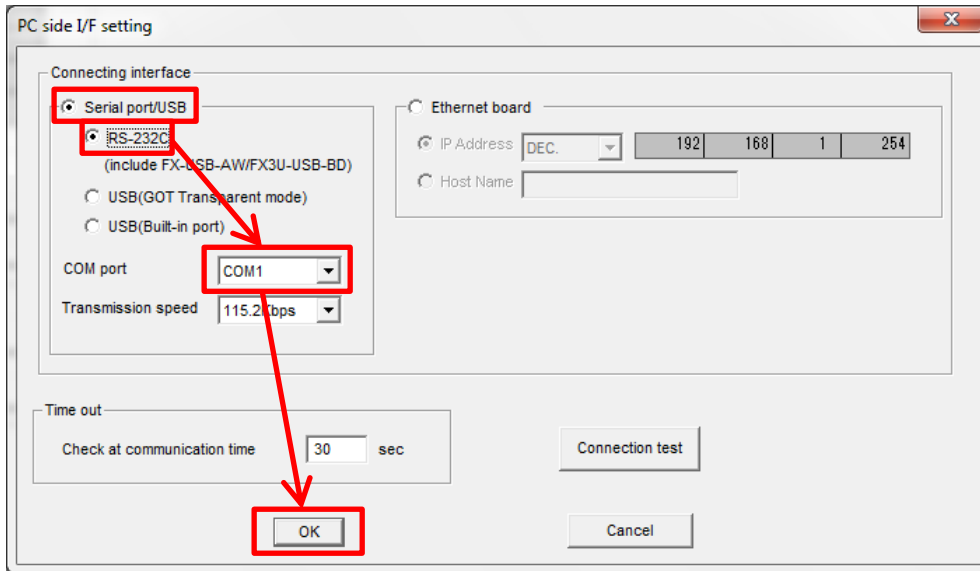 PC side I/F setting
Connecting interface
Serial port/USB
RS-232C
(include FX-USB-AW/FX3U-USB-BD)
USB(GOT Transparent mode)
USB(Built-in port)
COM port
COM1
Transmission speed
115.2Kbps
Ethernet board
IP Address
DEC.
192 168 1 254
Host Name
Time out
Check at communication time
30
sec
Connection test
OK
Cancel